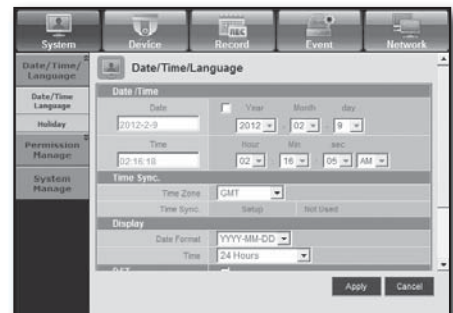 System Device Record Event Network
Date/Time/
Language
Date/Time
Language
Holiday
Permission
Manage
System
Manage
Date/Time/Language
Date /Time
Date Year Month day
2012-2-9 2012 02 9
Time hour Min sec
02:16:18 02 16 05 AM
Time Sync.
Time Zone GMT
Time Sync. Setup Not Used
Display
Date Format YYYY-MM-DD
Time 24 Hours
DST
Apply Cancel